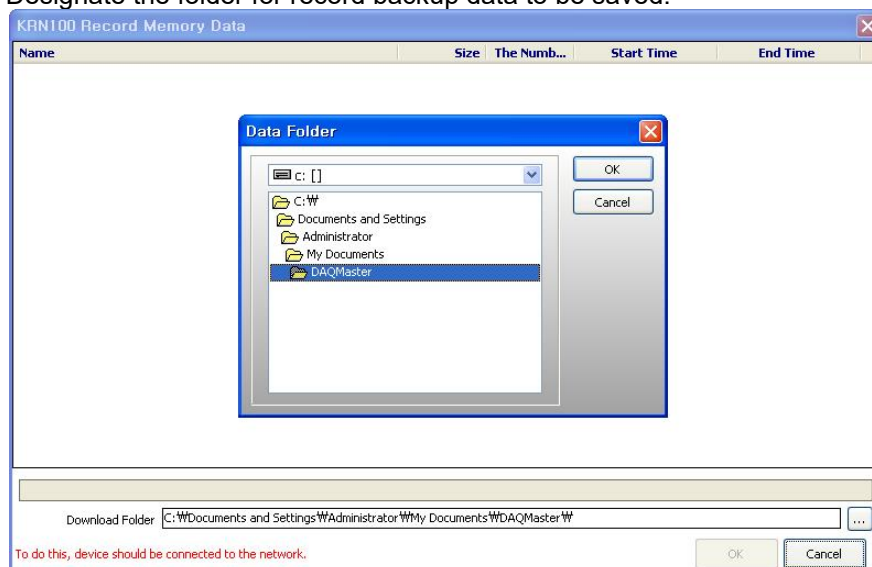 Designate the folder for record backup data to be saved.
KRN100 Record Memory Data
Name Size The Numb... Start Time End Time
Data Folder
c: []
OK
C:₩
Cancel
Documents and Settings
Administrator
My Documents
DAQMaster
Download Folder C:₩Documents and Settings₩Administrator₩My Documents₩DAQMaster₩ ...
To do this, device should be connected to the network. OK Cancel